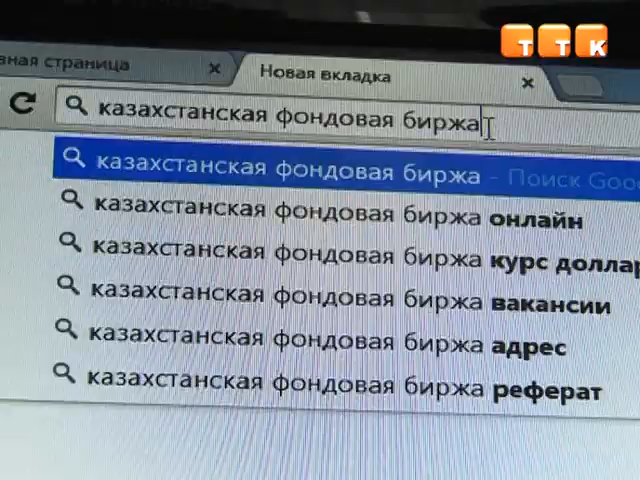 ТТК
вная страница
Новая вкладка
казахстанская фондовая биржа
казахстанская фондовая биржа - Поиск Goo
казахстанская фондовая биржа онлайн
казахстанская фондовая биржа курс доллар
казахстанская фондовая биржа вакансии
казахстанская фондовая биржа адрес
казахстанская фондовая биржа реферат